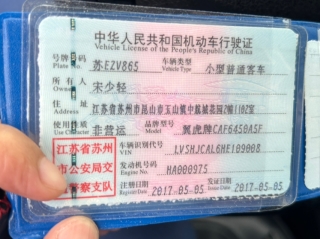 中华人民共和国机动车行驶证
Vehicle License of the People's Republic of China
号牌号码 Plate No. 苏EZV865 车辆类型 Vehicle Type 小型普通客车
所有人 Owner 宋少轻
住址 Address 江苏省苏州市昆山市玉山镇中 城花园2幢1102室
使用性质 Use Character 非营运 品牌型号 Model 翼虎牌CAF6450A5F
江苏省苏州 车辆识别代号 VIN LVSHJCAL6HE109008
市公安局交 发动机号码 Engine No. HA000975
警察支队 注册日期 Register Date 2017-05-05 发证日期 Issue Date 2017-05-05